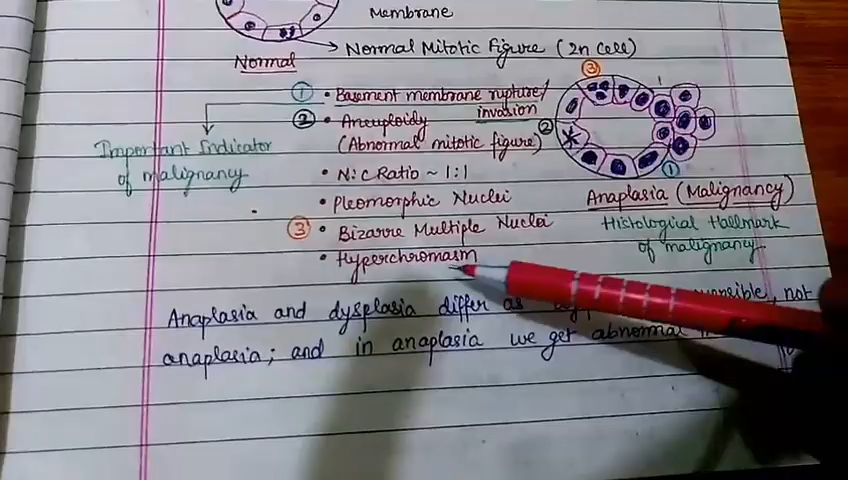 Membrane
Normal Mitotic Figure (2n Cell)
Normal
① • Basement membrane rupture/
invasion
② • Aneuploidy
(Abnormal mitotic figure)
Important Indicator
of malignancy
• N:C Ratio ~ 1:1
• Pleomorphic Nuclei
③ • Bizarre Multiple Nuclei
• Hyperchromasm
③
②
①
Anaplasia (Malignancy)
Histological Hallmark
of malignancy.
Anaplasia and dysplasia differ as not
anaplasia; and in anaplasia we get abnormal